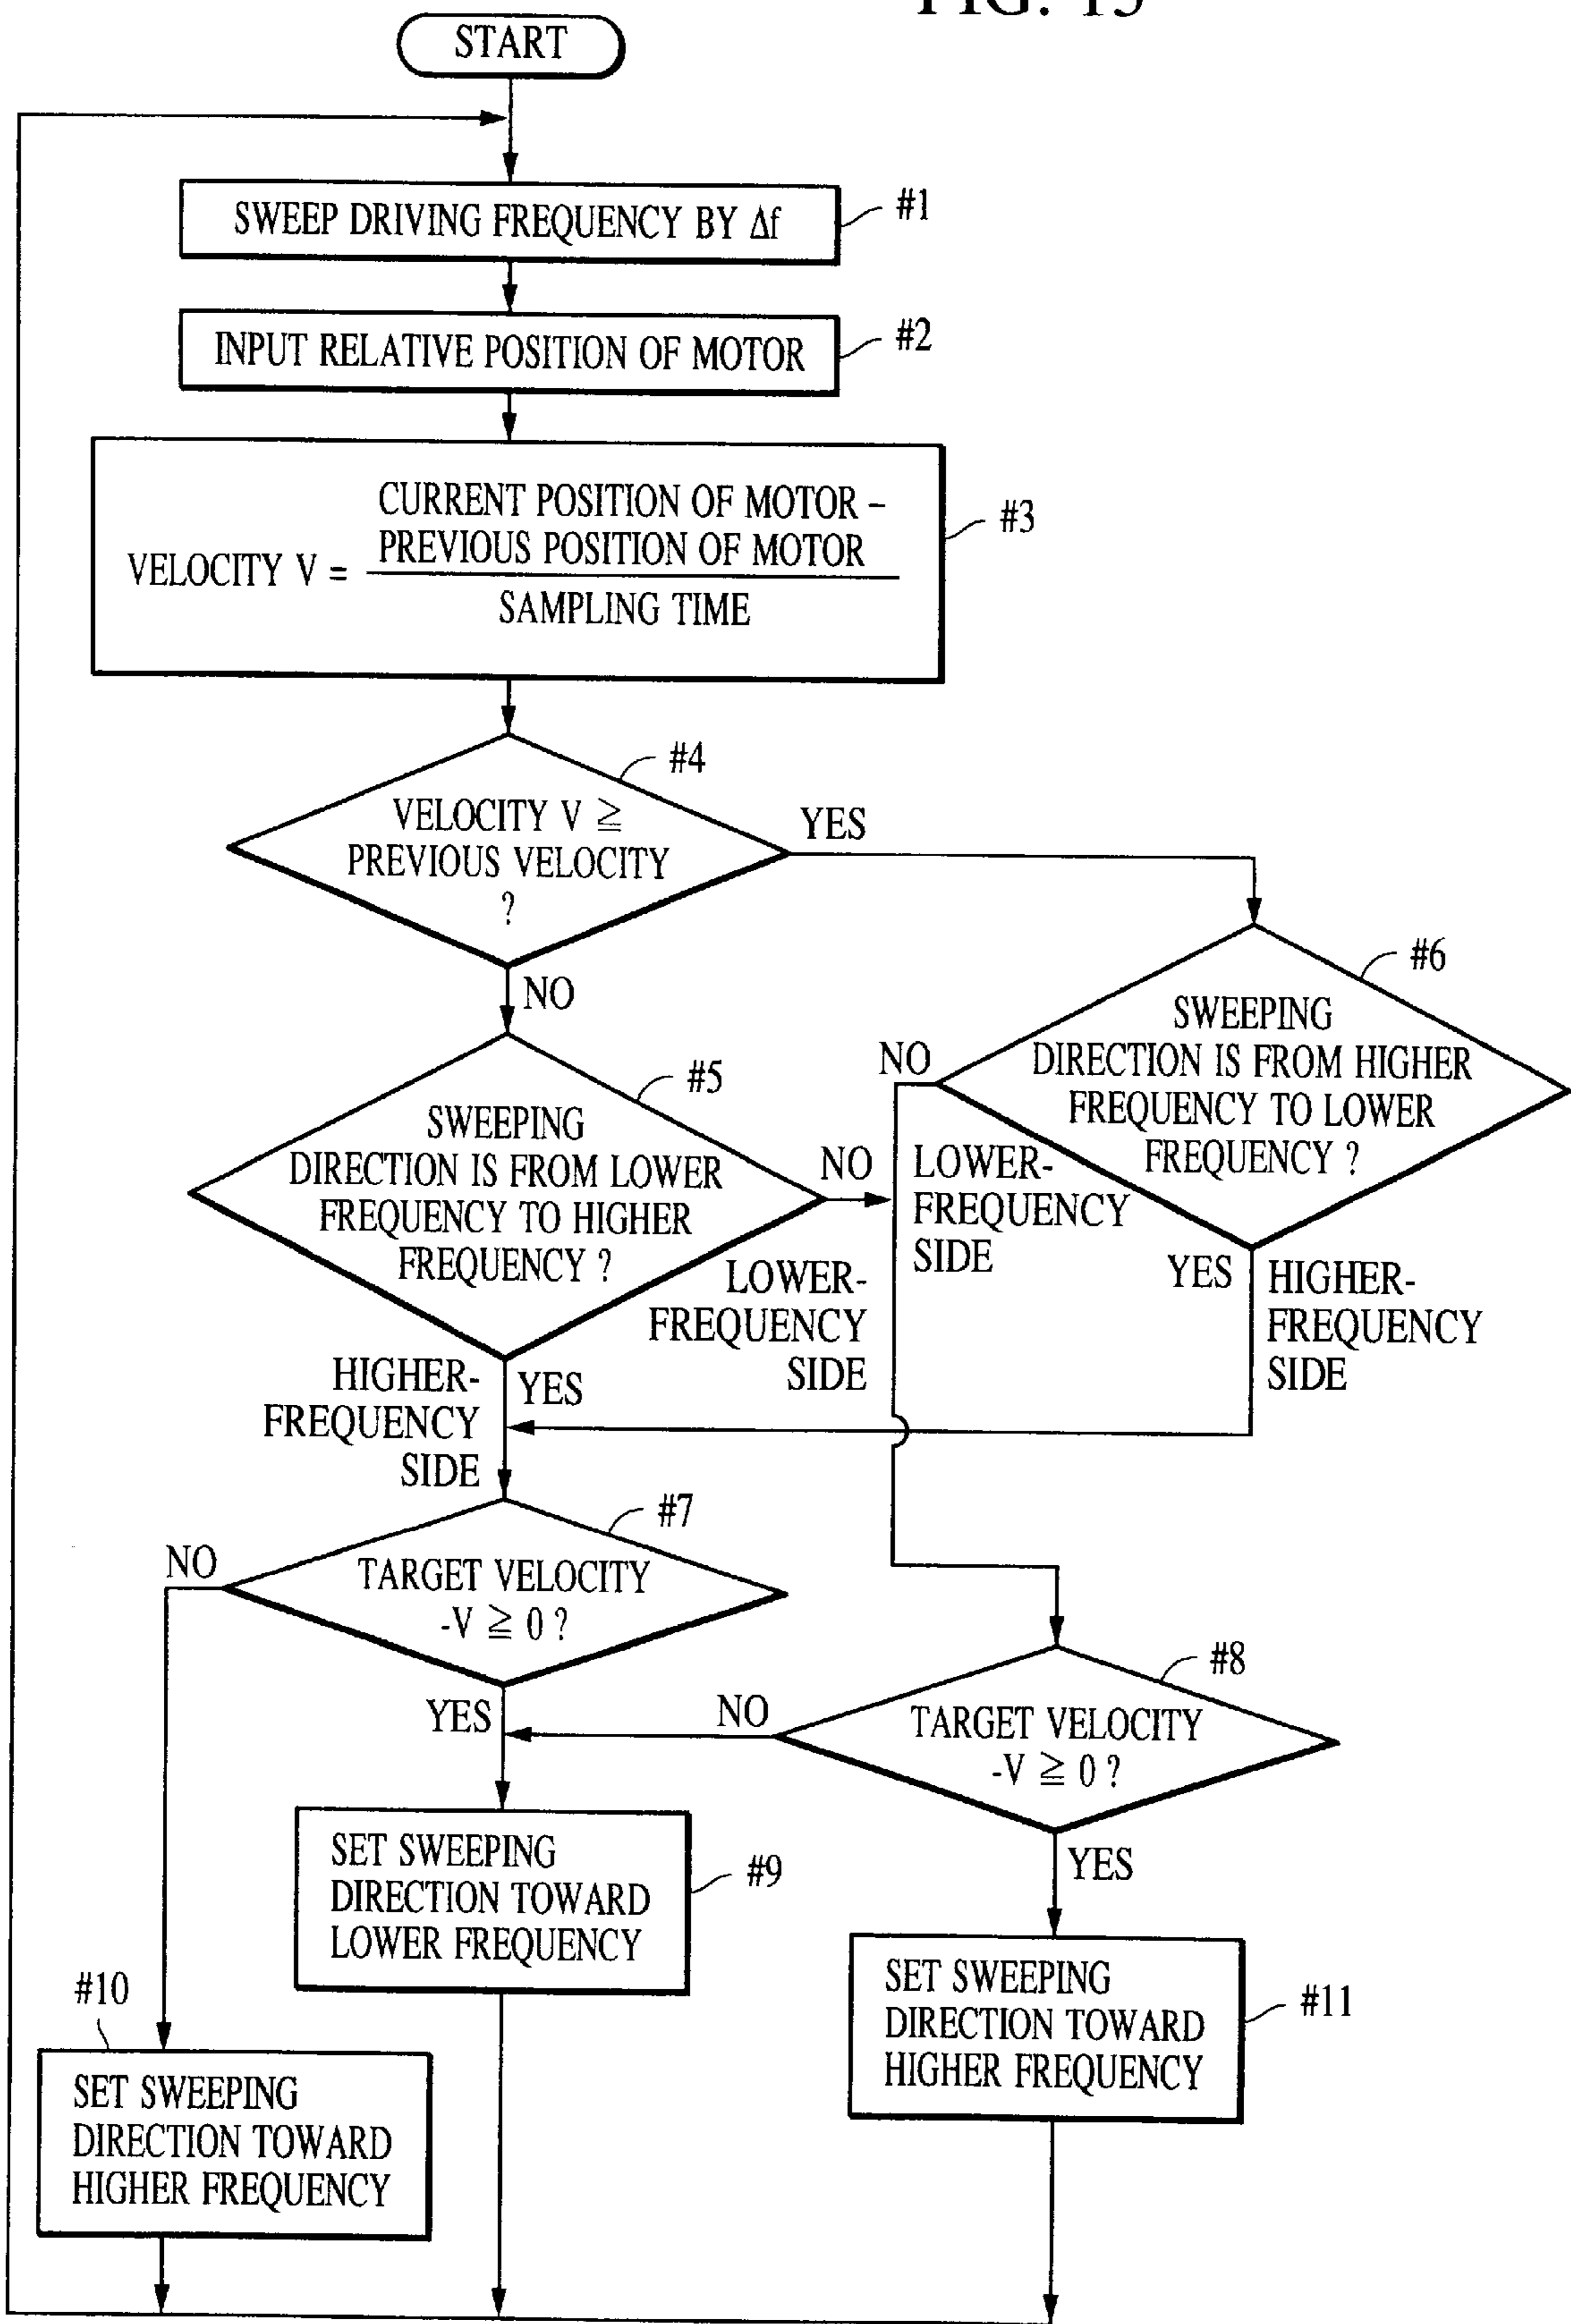 FIG. 15
START
SWEEP DRIVING FREQUENCY BY Δf
#1
INPUT RELATIVE POSITION OF MOTOR
#2
CURRENT POSITION OF MOTOR –
PREVIOUS POSITION OF MOTOR
VELOCITY V =
SAMPLING TIME
#3
#4
VELOCITY V ≧
PREVIOUS VELOCITY
?
YES
NO
#6
SWEEPING
DIRECTION IS FROM HIGHER
FREQUENCY TO LOWER
FREQUENCY ?
NO
LOWER-
FREQUENCY
SIDE
YES
HIGHER-
FREQUENCY
SIDE
#5
SWEEPING
DIRECTION IS FROM LOWER
FREQUENCY TO HIGHER
FREQUENCY ?
NO
LOWER-
FREQUENCY
SIDE
HIGHER-
FREQUENCY
SIDE
YES
#7
TARGET VELOCITY
-V ≧ 0 ?
NO
YES
#8
TARGET VELOCITY
-V ≧ 0 ?
NO
YES
SET SWEEPING
DIRECTION TOWARD
LOWER FREQUENCY
#9
#10
SET SWEEPING
DIRECTION TOWARD
HIGHER FREQUENCY
SET SWEEPING
DIRECTION TOWARD
HIGHER FREQUENCY
#11